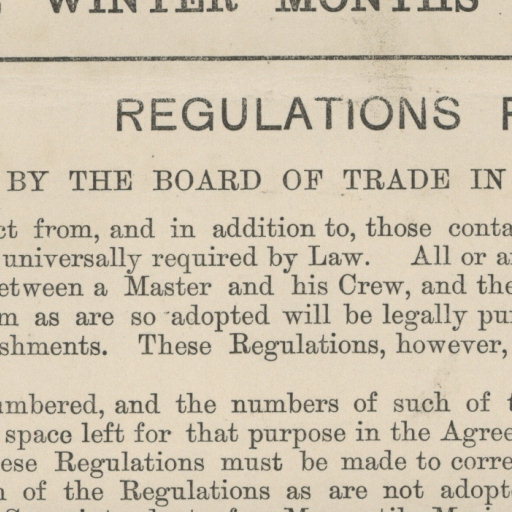 WINTER MONTHS
REGULATIONS
BY THE BOARD OF TRADE IN
ct from, and in addition to, those conta
universally required by Law. All or a
etween a Master and his Crew, and the
m as are so adopted will be legally pu
shments. These Regulations, however,
umbered, and the numbers of such of t
space left for that purpose in the Agree
ese Regulations must be made to corre
n of the Regulations as are not adopt